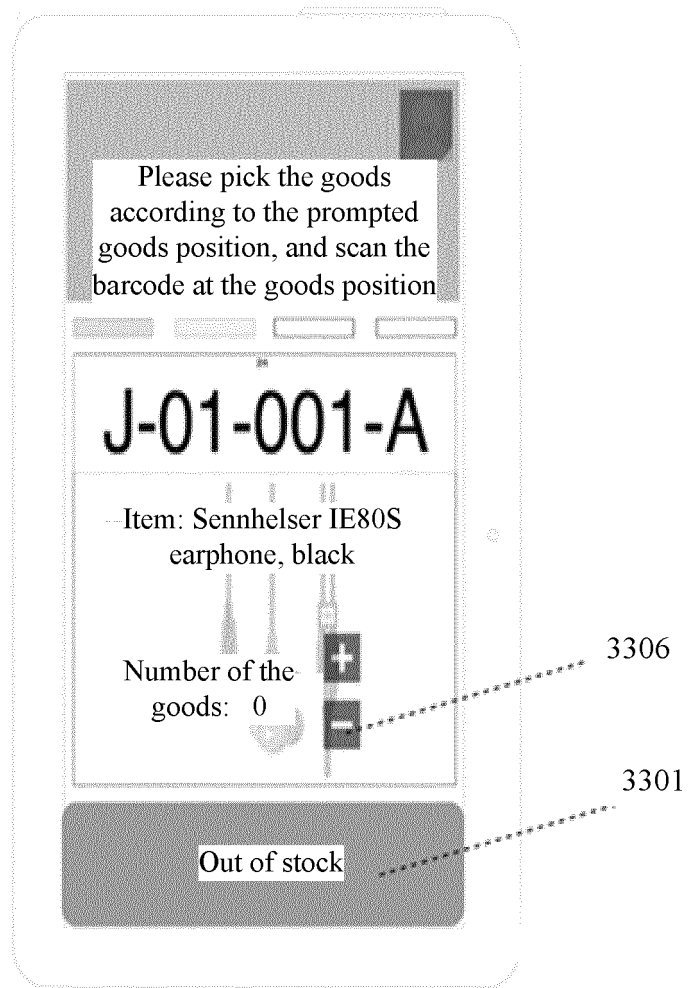 Please pick the goods
according to the prompted
goods position, and scan the
barcode at the goods position
J-01-001-A
Item: Sennhelser IE80S
earphone, black
Number of the
goods: 0
+
-
3306
3301
Out of stock